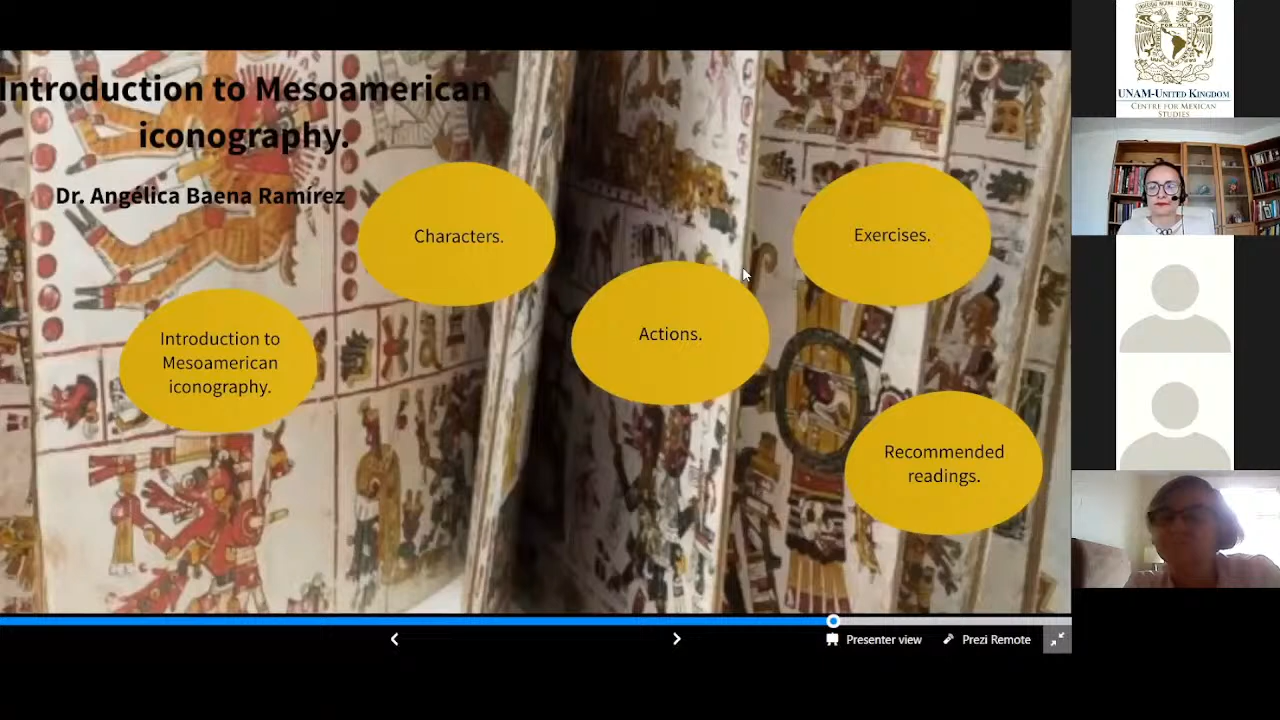 Introduction to Mesoamerican
iconography.
Dr. Angélica Baena Ramírez
Characters.
Exercises.
Actions.
Introduction to
Mesoamerican
iconography.
Recommended
readings.
Presenter view
Prezi Remote
UNAM-UNITED KINGDOM
CENTRE FOR MEXICAN
STUDIES